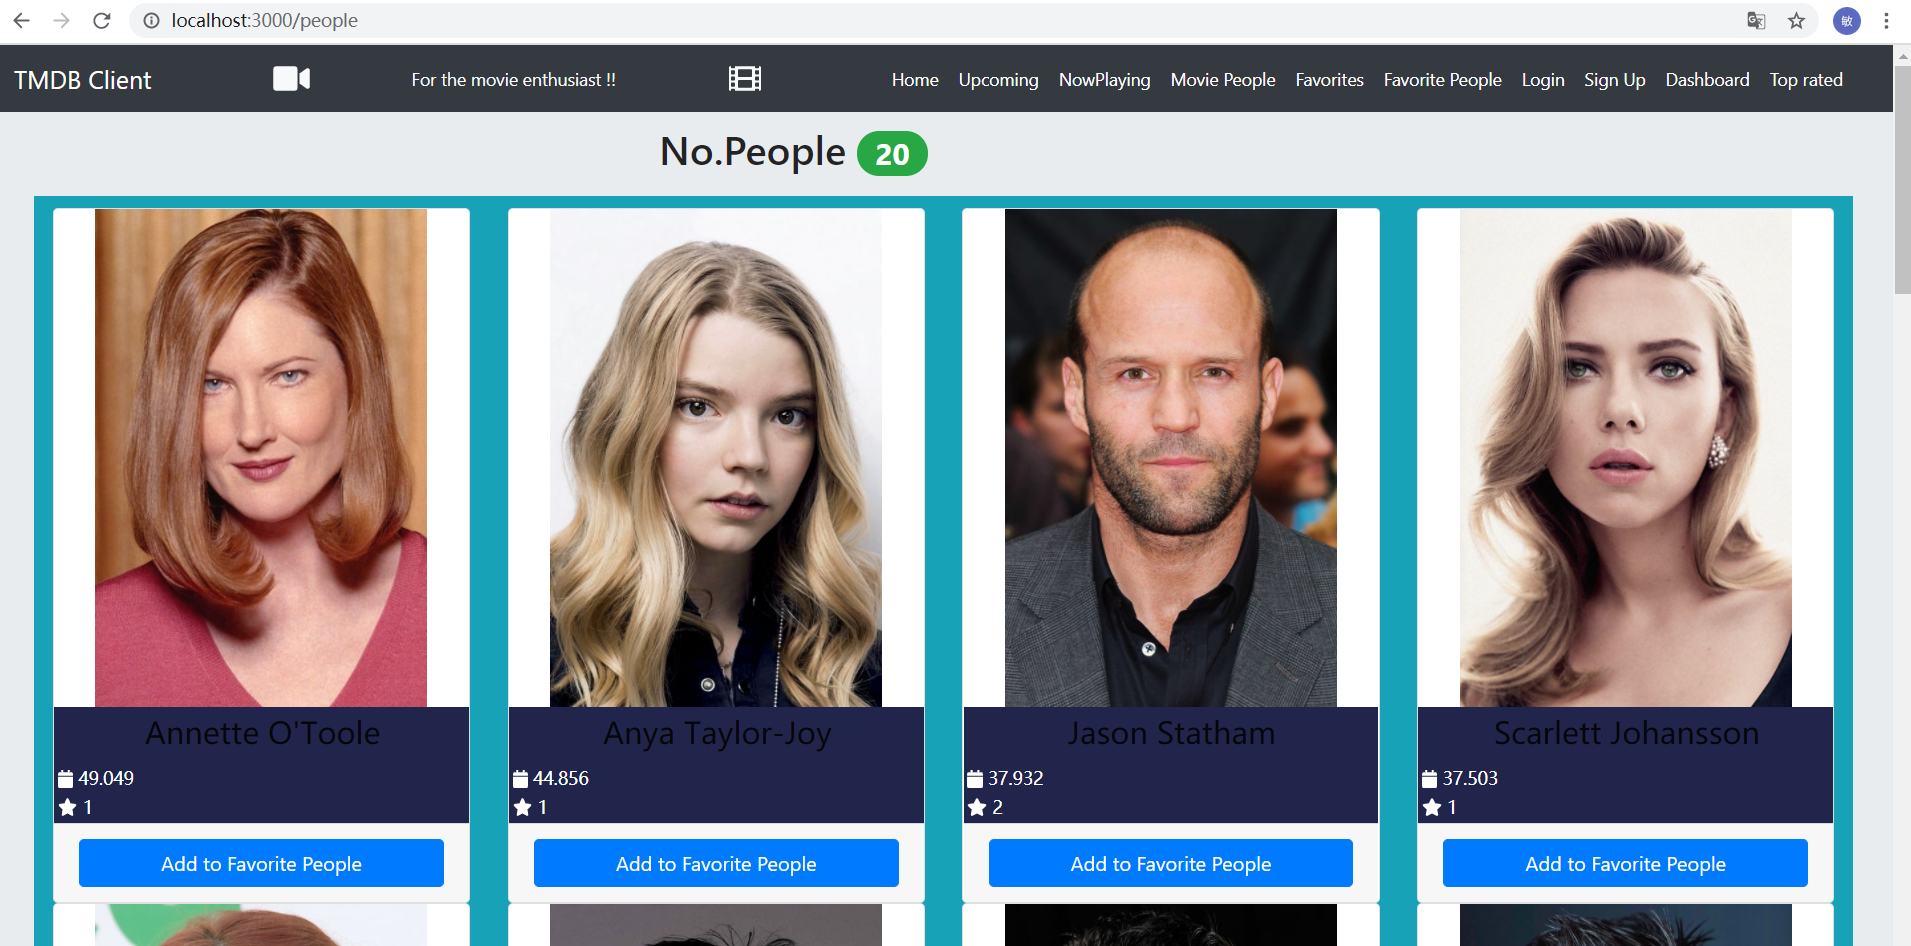 localhost:3000/people
敏
TMDB Client For the movie enthusiast !! Home Upcoming NowPlaying Movie People Favorites Favorite People Login Sign Up Dashboard Top rated
No.People 20
Annette O'Toole
49.049
1
Add to Favorite People
Anya Taylor-Joy
44.856
1
Add to Favorite People
Jason Statham
37.932
2
Add to Favorite People
Scarlett Johansson
37.503
1
Add to Favorite People